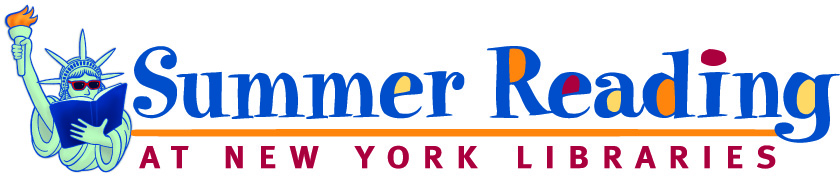 Summer Reading
AT NEW YORK LIBRARIES